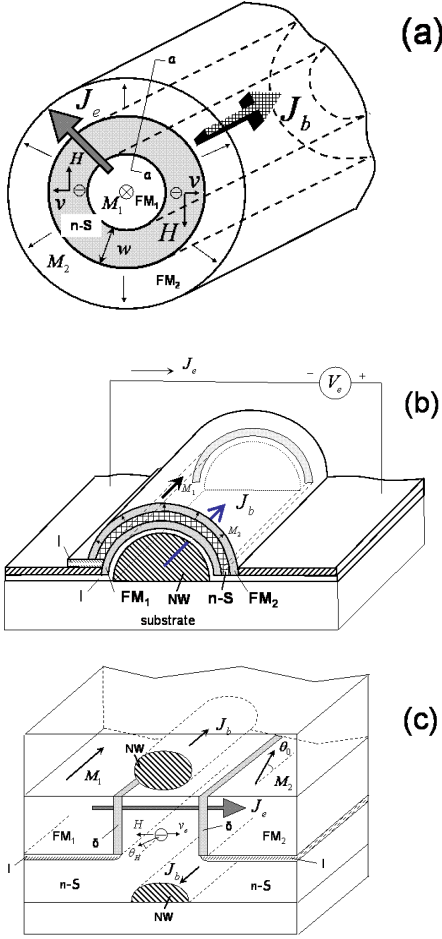 (a)
a
J_e
J_b
H
a
v
⊖
M_1
FM_1
⊖
v
n-S
H
w
M_2
FM_2
J_e
− +
V_e
(b)
M_1
J_b
M_2
I
I
FM_1
NW
n-S
FM_2
substrate
(c)
NW
J_b
θ_0
M_1
M_2
J_e
FM_1
δ
H
v_e
θ_H
δ
FM_2
I
I
n-S
J_b
n-S
NW